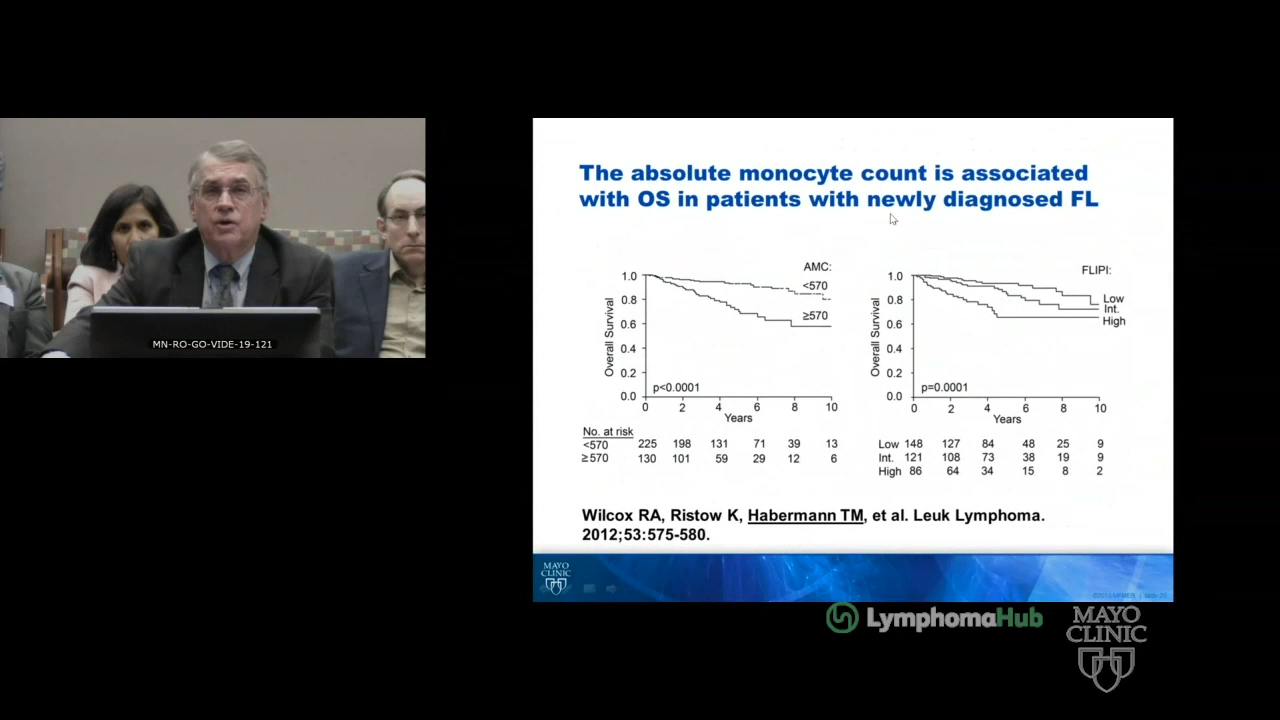 MN-RO-GO-VIDE-19-121
The absolute monocyte count is associated
with OS in patients with newly diagnosed FL
AMC:
<570
≥570
Overall Survival
1.0
0.8
0.6
0.4
0.2
0.0
p<0.0001
0 2 4 6 8 10
Years
No. at risk
<570 225 198 131 71 39 13
≥570 130 101 59 29 12 6
FLIPI:
Low
Int.
High
Overall Survival
1.0
0.8
0.6
0.4
0.2
0.0
p=0.0001
0 2 4 6 8 10
Years
Low 148 127 84 48 25 9
Int. 121 108 73 38 19 9
High 86 64 34 15 8 2
Wilcox RA, Ristow K, Habermann TM, et al. Leuk Lymphoma.
2012;53:575-580.
MAYO
CLINIC
LymphomaHub
MAYO
CLINIC